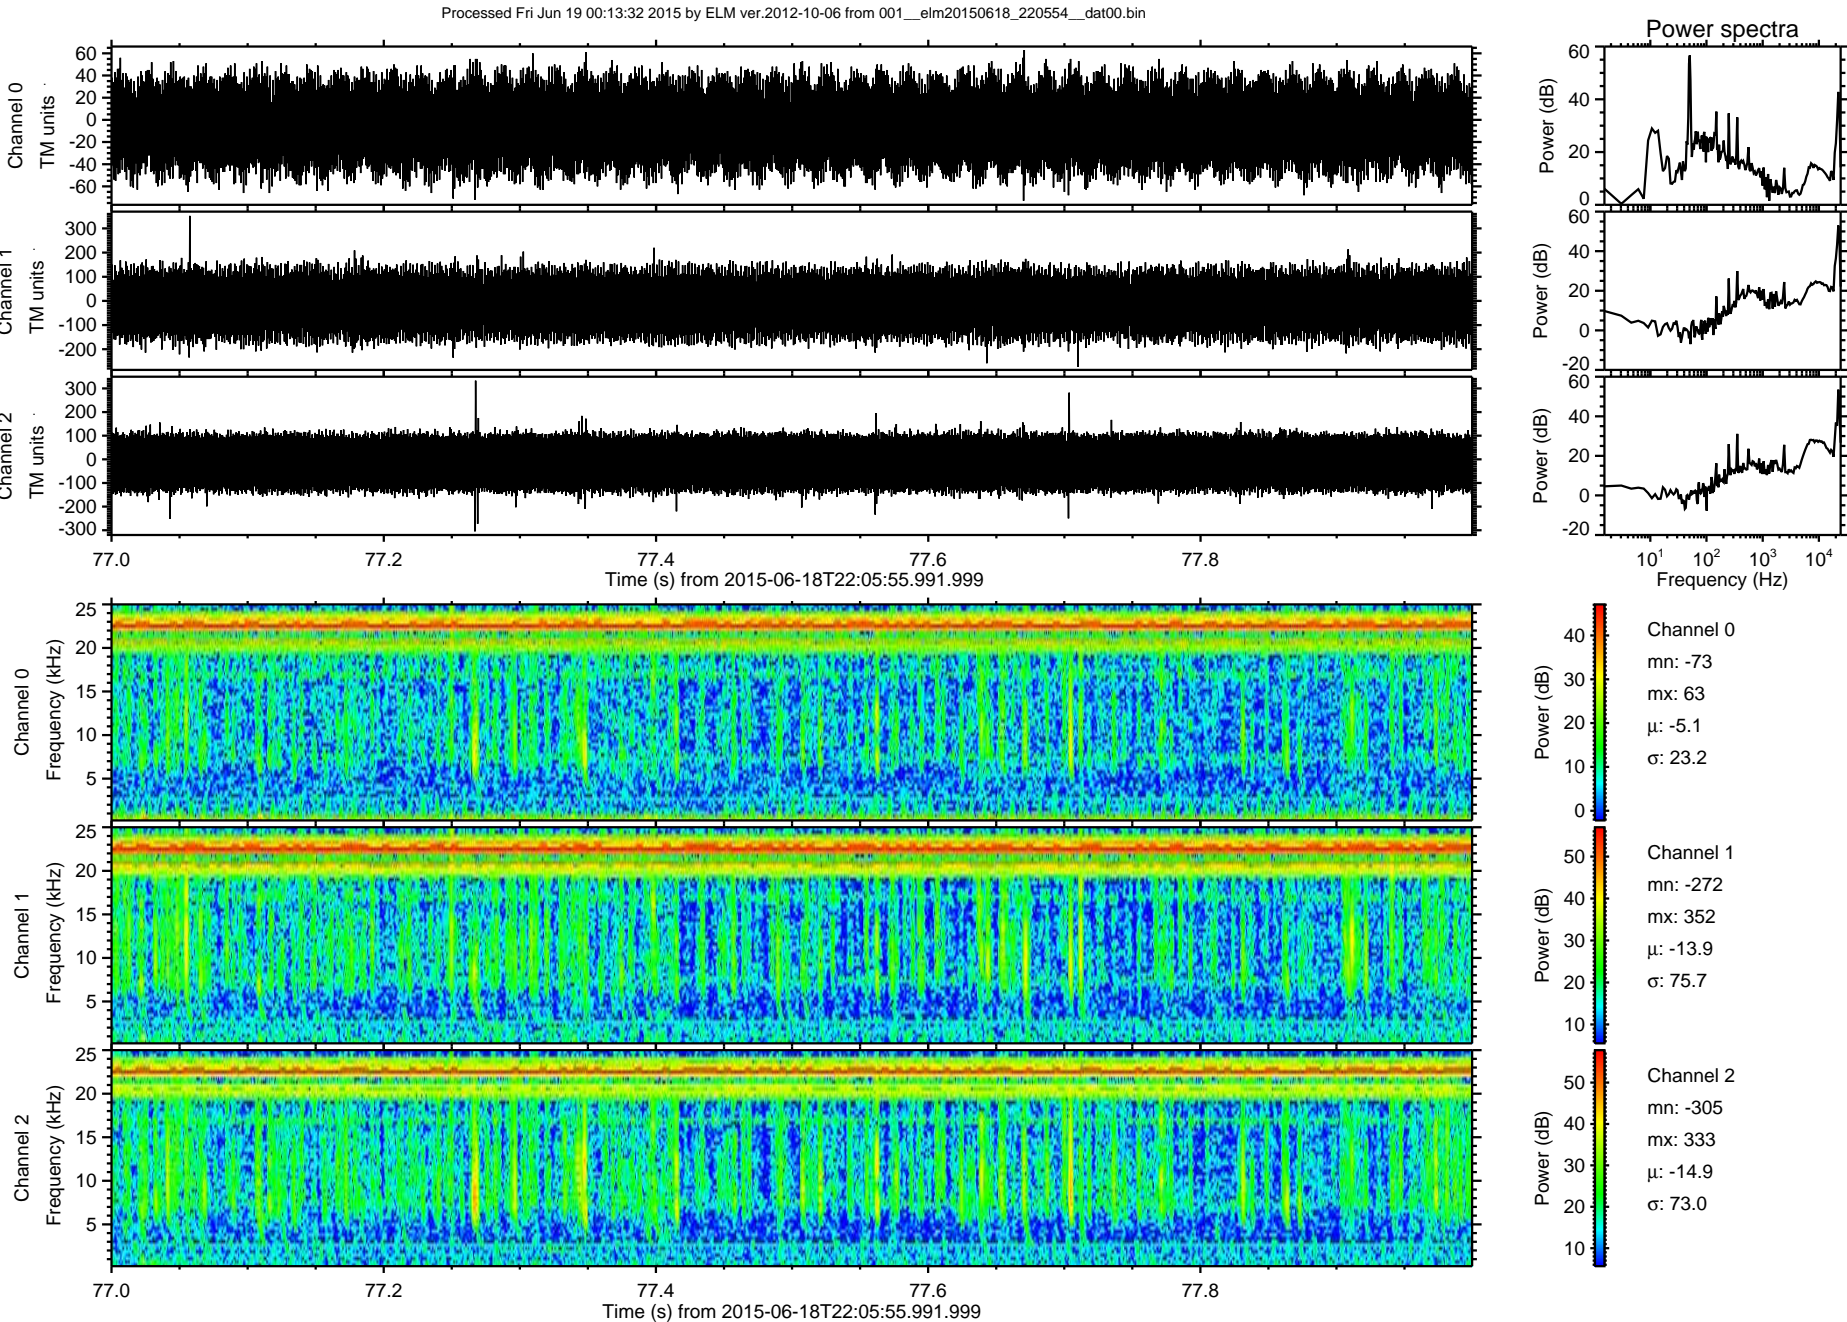 Processed Fri Jun 19 00:13:32 2015 by ELM ver.2012-10-06 from 001__elm20150618_220554__dat00.bin
Power spectra
Channel 0
TM units
60
40
20
0
-20
-40
-60
Power (dB)
60
40
20
0
Channel 1
TM units
300
200
100
0
-100
-200
Power (dB)
60
40
20
0
-20
Channel 2
TM units
300
200
100
0
-100
-200
-300
Power (dB)
60
40
20
0
-20
77.0 77.2 77.4 77.6 77.8
Time (s) from 2015-06-18T22:05:55.991.999
10^1 10^2 10^3 10^4
Frequency (Hz)
Channel 0
Frequency (kHz)
25
20
15
10
5
Power (dB)
40
30
20
10
0
Channel 0
mn: -73
mx: 63
μ: -5.1
σ: 23.2
Channel 1
Frequency (kHz)
25
20
15
10
5
Power (dB)
50
40
30
20
10
Channel 1
mn: -272
mx: 352
μ: -13.9
σ: 75.7
Channel 2
Frequency (kHz)
25
20
15
10
5
Power (dB)
50
40
30
20
10
Channel 2
mn: -305
mx: 333
μ: -14.9
σ: 73.0
77.0 77.2 77.4 77.6 77.8
Time (s) from 2015-06-18T22:05:55.991.999